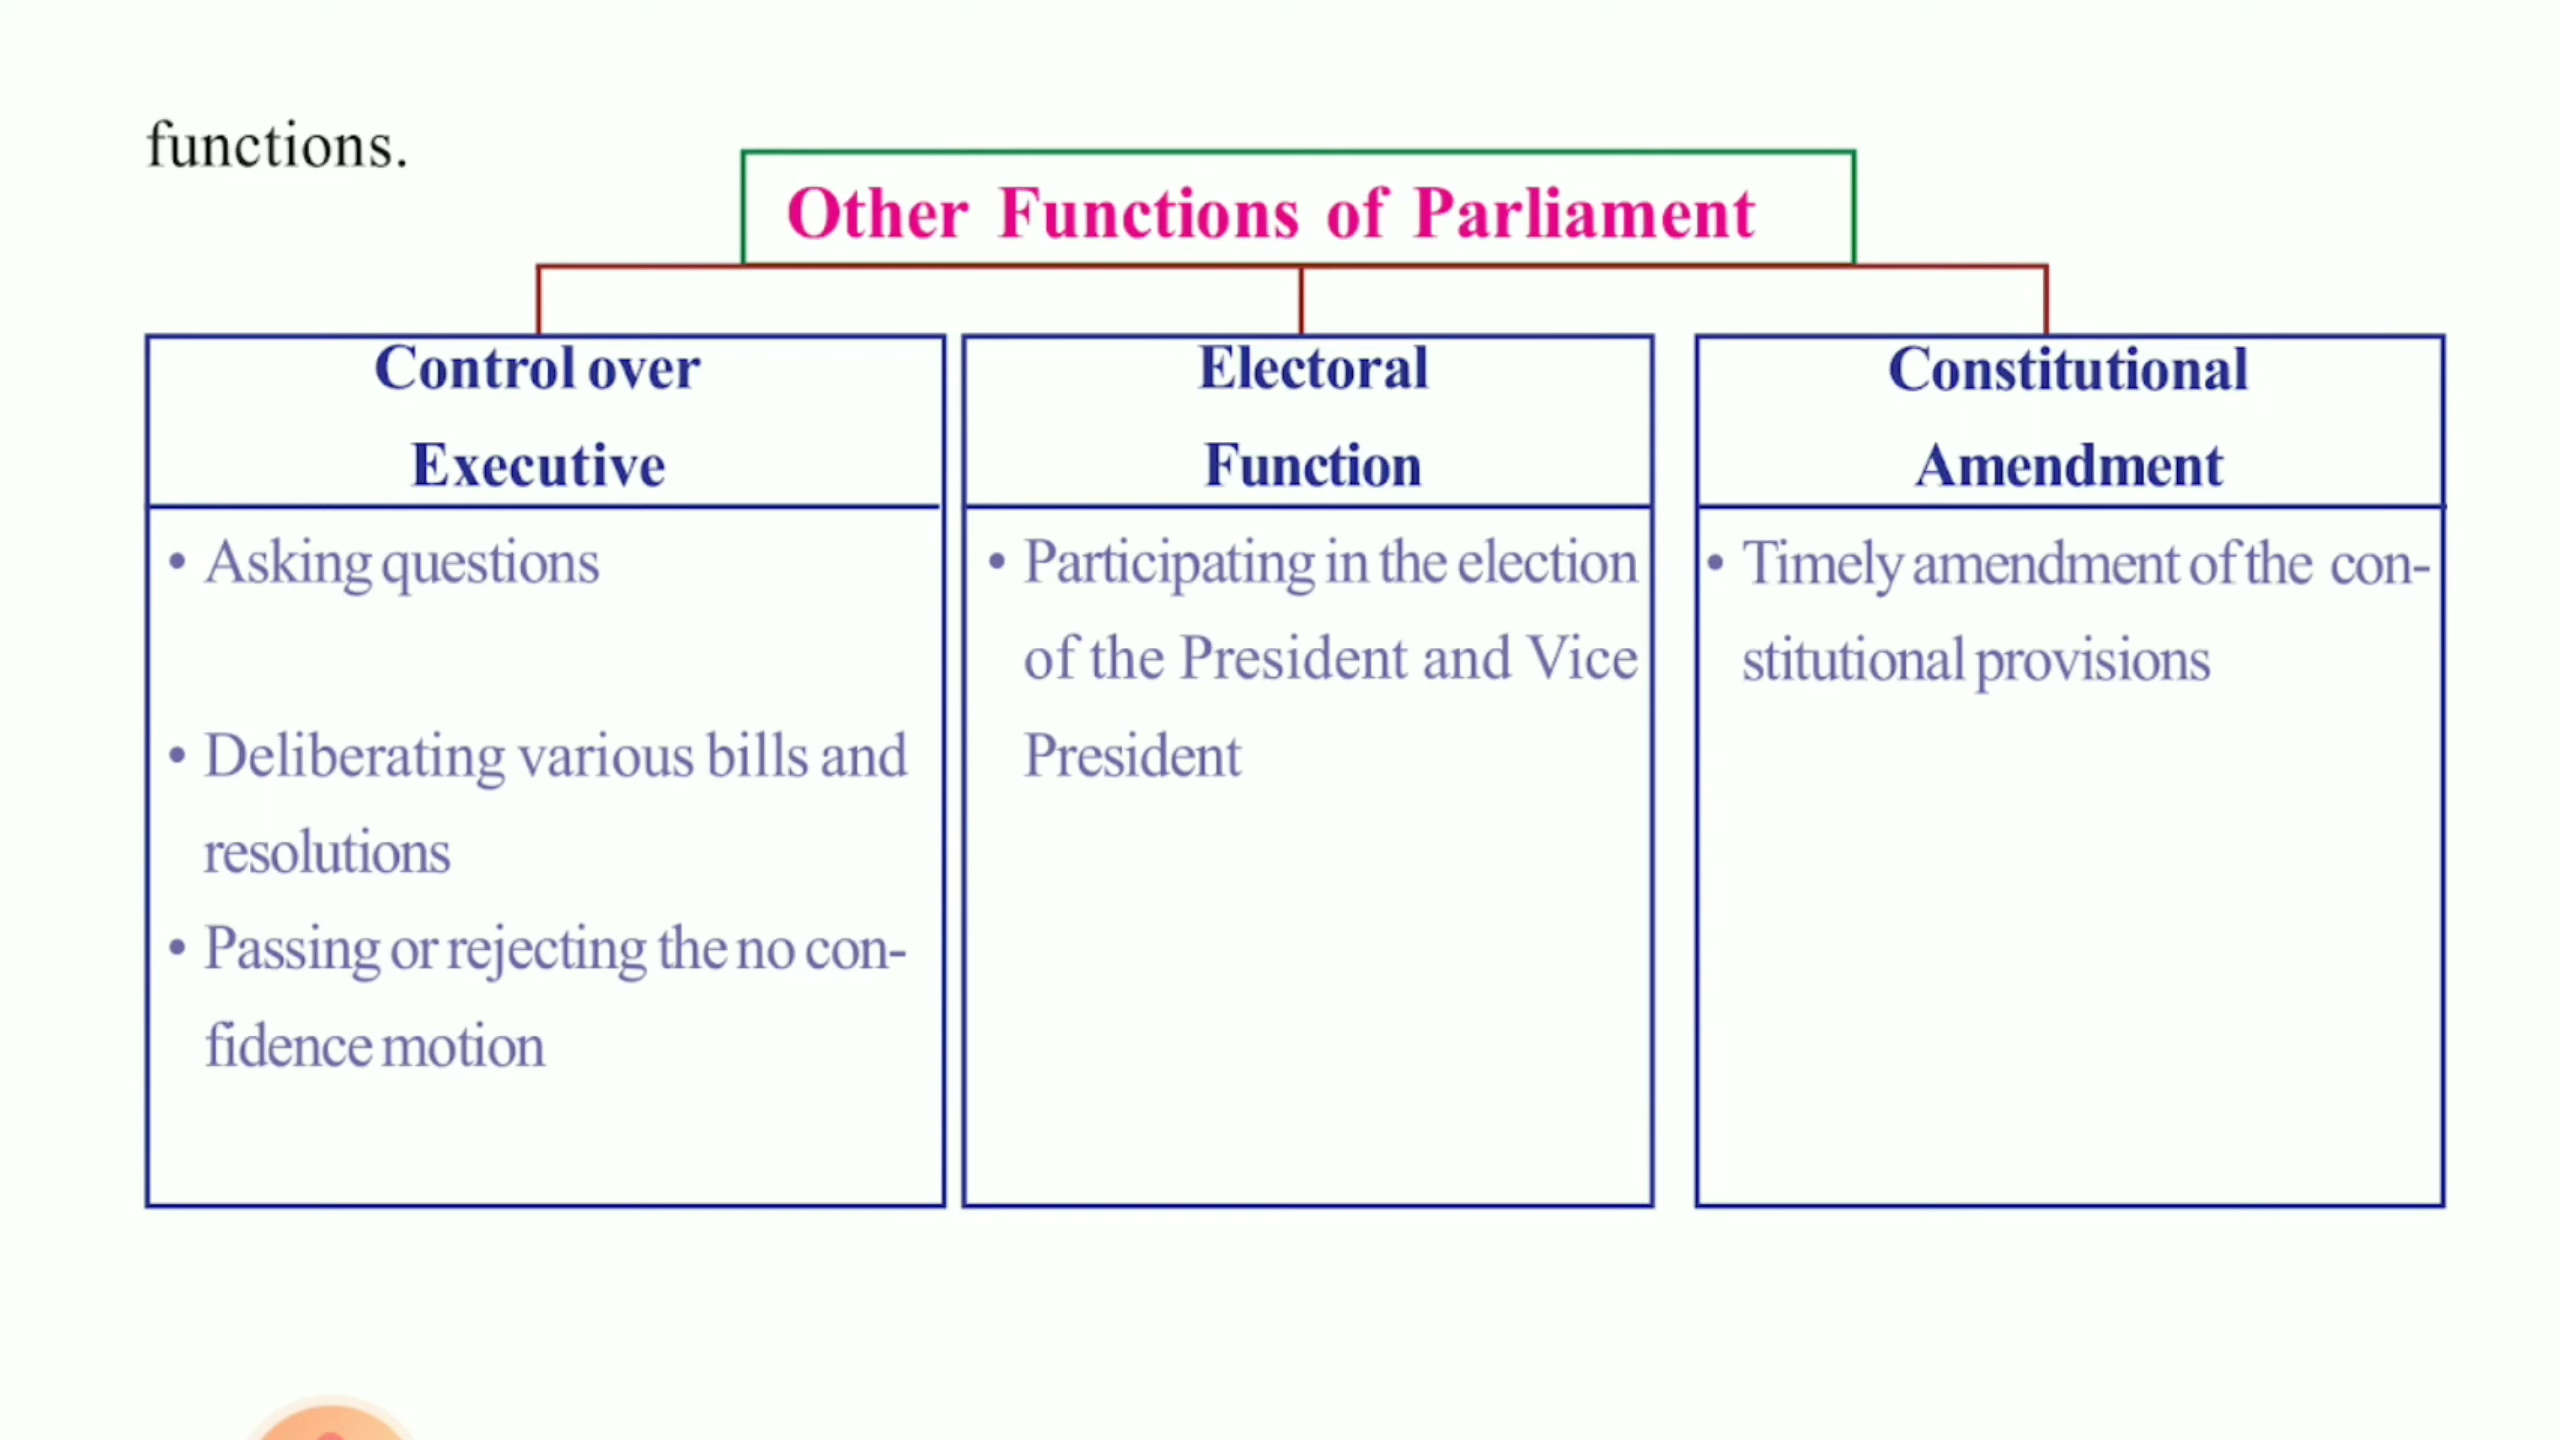 functions.
Other Functions of Parliament
Control over
Executive
• Asking questions
• Deliberating various bills and
resolutions
• Passing or rejecting the no con-
fidence motion
Electoral
Function
• Participating in the election
of the President and Vice
President
Constitutional
Amendment
• Timely amendment of the con-
stitutional provisions